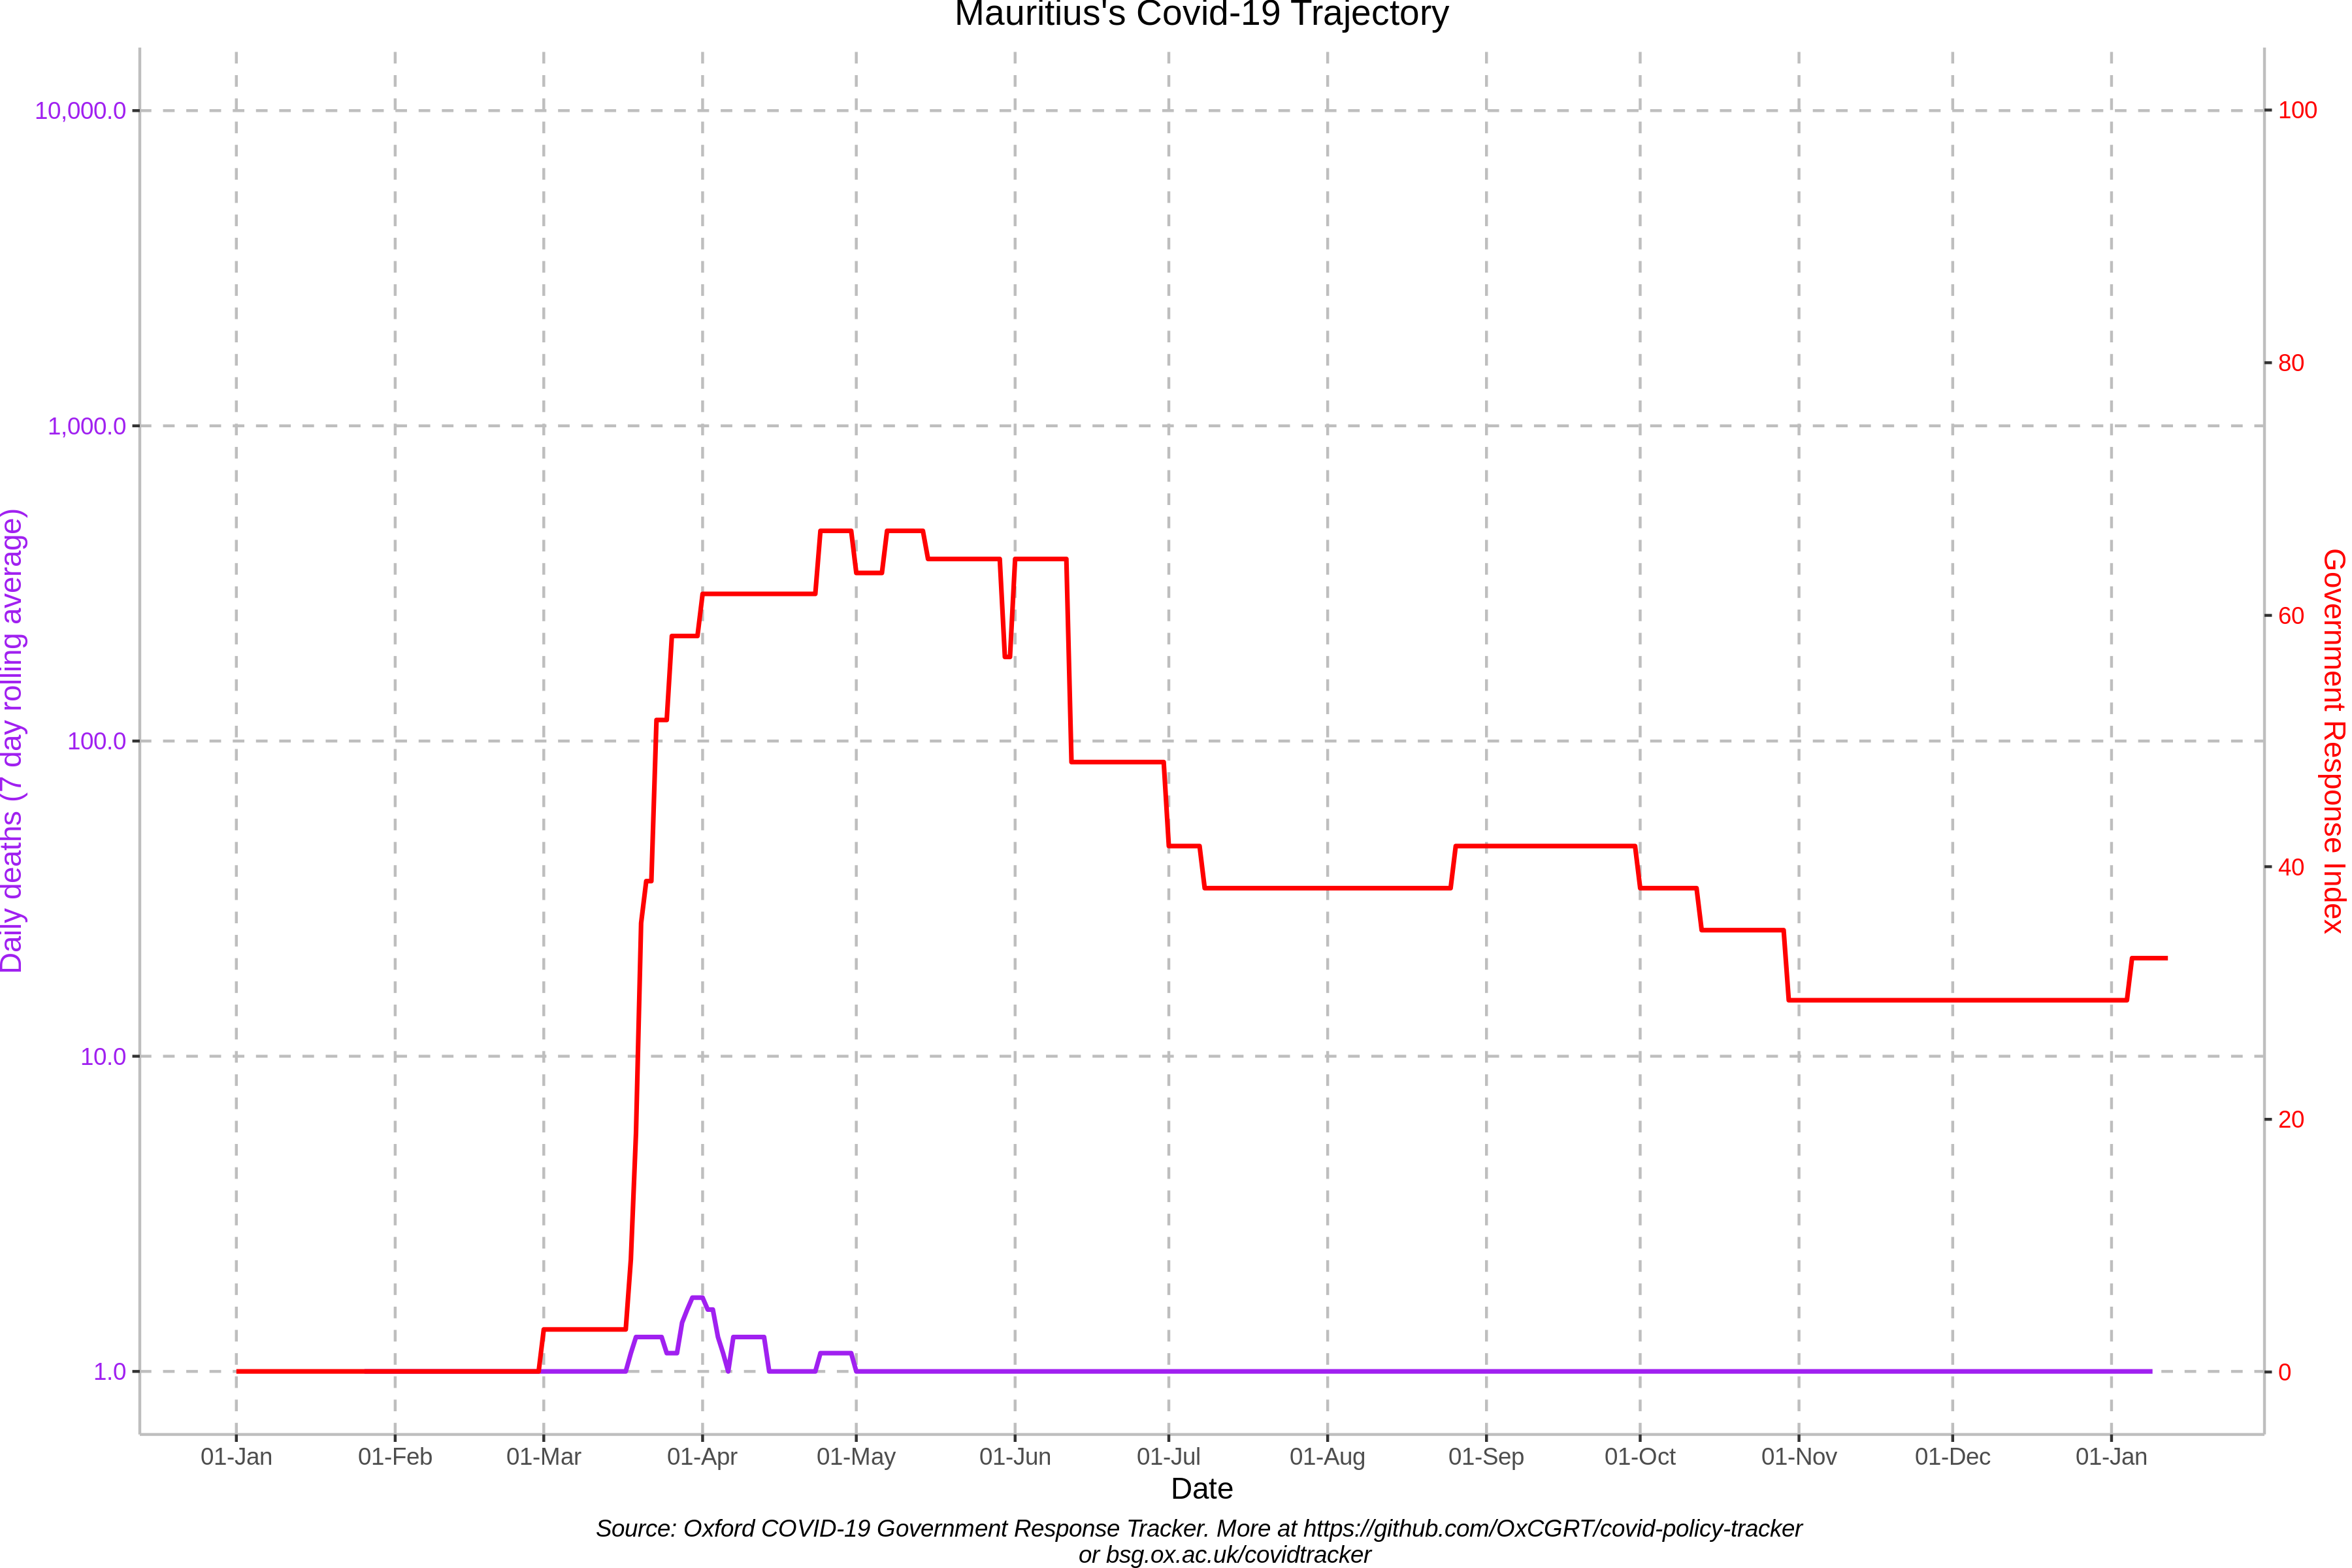 Mauritius's Covid-19 Trajectory
10,000.0
1,000.0
100.0
10.0
1.0
Daily deaths (7 day rolling average)
100
80
60
40
20
0
Government Response Index
01-Jan 01-Feb 01-Mar 01-Apr 01-May 01-Jun 01-Jul 01-Aug 01-Sep 01-Oct 01-Nov 01-Dec 01-Jan
Date
Source: Oxford COVID-19 Government Response Tracker. More at https://github.com/OxCGRT/covid-policy-tracker
or bsg.ox.ac.uk/covidtracker